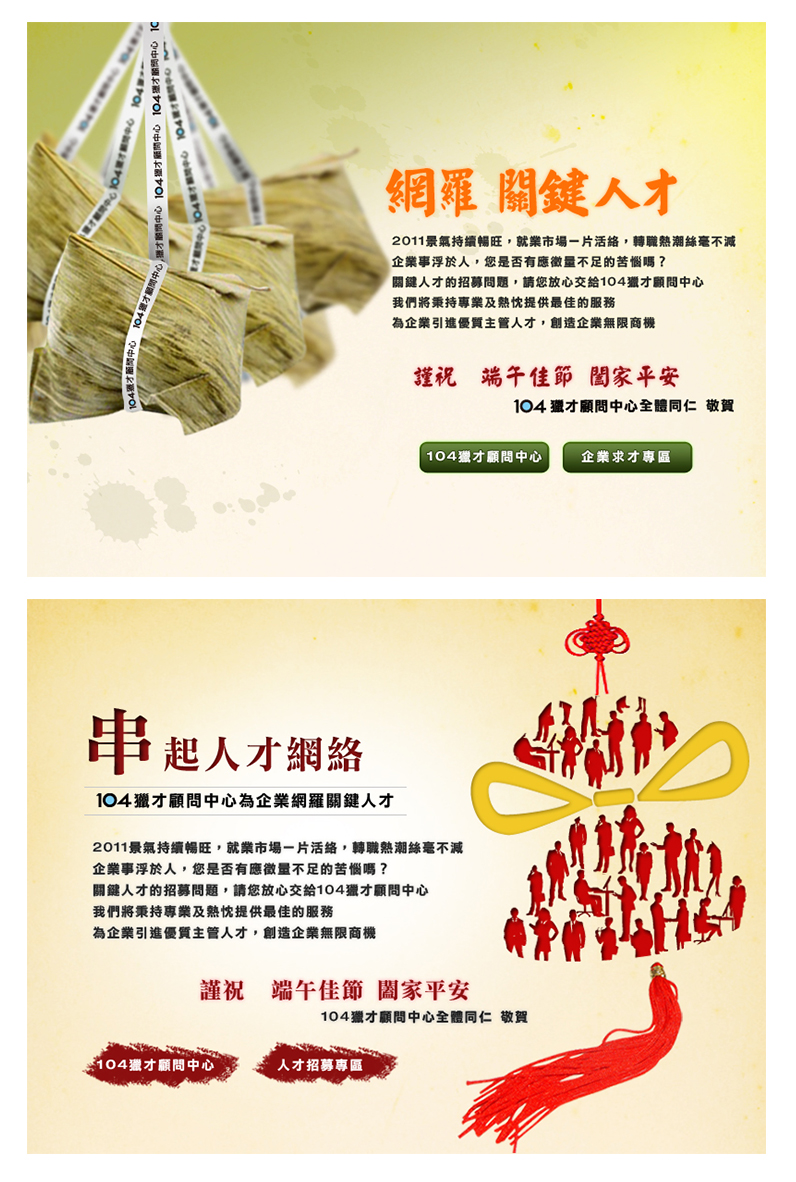 104獵才顧問中心
網羅 關鍵人才
2011景氣持續暢旺，就業市場一片活絡，轉職熱潮絲毫不減
企業事浮於人，您是否有應徵量不足的苦惱嗎？
關鍵人才的招募問題，請您放心交給104獵才顧問中心
我們將秉持專業及熱忱提供最佳的服務
為企業引進優質主管人才，創造企業無限商機
謹祝 端午佳節 闔家平安
104獵才顧問中心全體同仁 敬賀
104獵才顧問中心 企業求才專區
串起人才網絡
104獵才顧問中心為企業網羅關鍵人才
2011景氣持續暢旺，就業市場一片活絡，轉職熱潮絲毫不減
企業事浮於人，您是否有應徵量不足的苦惱嗎？
關鍵人才的招募問題，請您放心交給104獵才顧問中心
我們將秉持專業及熱忱提供最佳的服務
為企業引進優質主管人才，創造企業無限商機
謹祝 端午佳節 闔家平安
104獵才顧問中心全體同仁 敬賀
104獵才顧問中心 人才招募專區